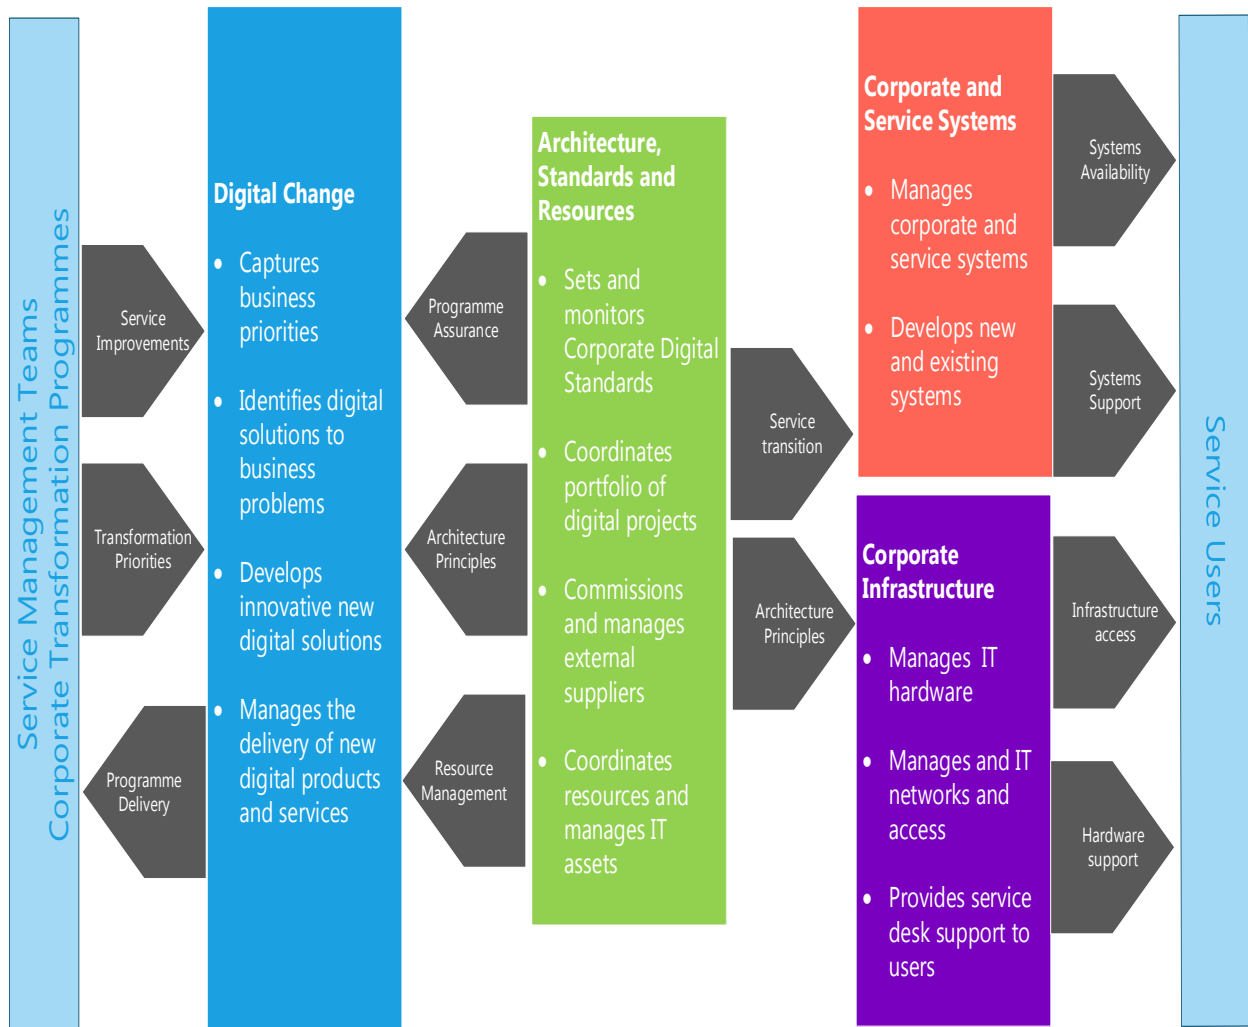 Service Management Teams
Corporate Transformation Programmes
Service
Improvements
Transformation
Priorities
Programme
Delivery
Digital Change
• Captures
business
priorities
• Identifies digital
solutions to
business
problems
• Develops
innovative new
digital solutions
• Manages the
delivery of new
digital products
and services
Programme
Assurance
Architecture
Principles
Resource
Management
Architecture,
Standards and
Resources
• Sets and
monitors
Corporate Digital
Standards
• Coordinates
portfolio of
digital projects
• Commissions
and manages
external
suppliers
• Coordinates
resources and
manages IT
assets
Service
transition
Architecture
Principles
Corporate and
Service Systems
• Manages
corporate and
service systems
• Develops new
and existing
systems
Corporate
Infrastructure
• Manages IT
hardware
• Manages and IT
networks and
access
• Provides service
desk support to
users
Systems
Availability
Systems
Support
Infrastructure
access
Hardware
support
Service Users